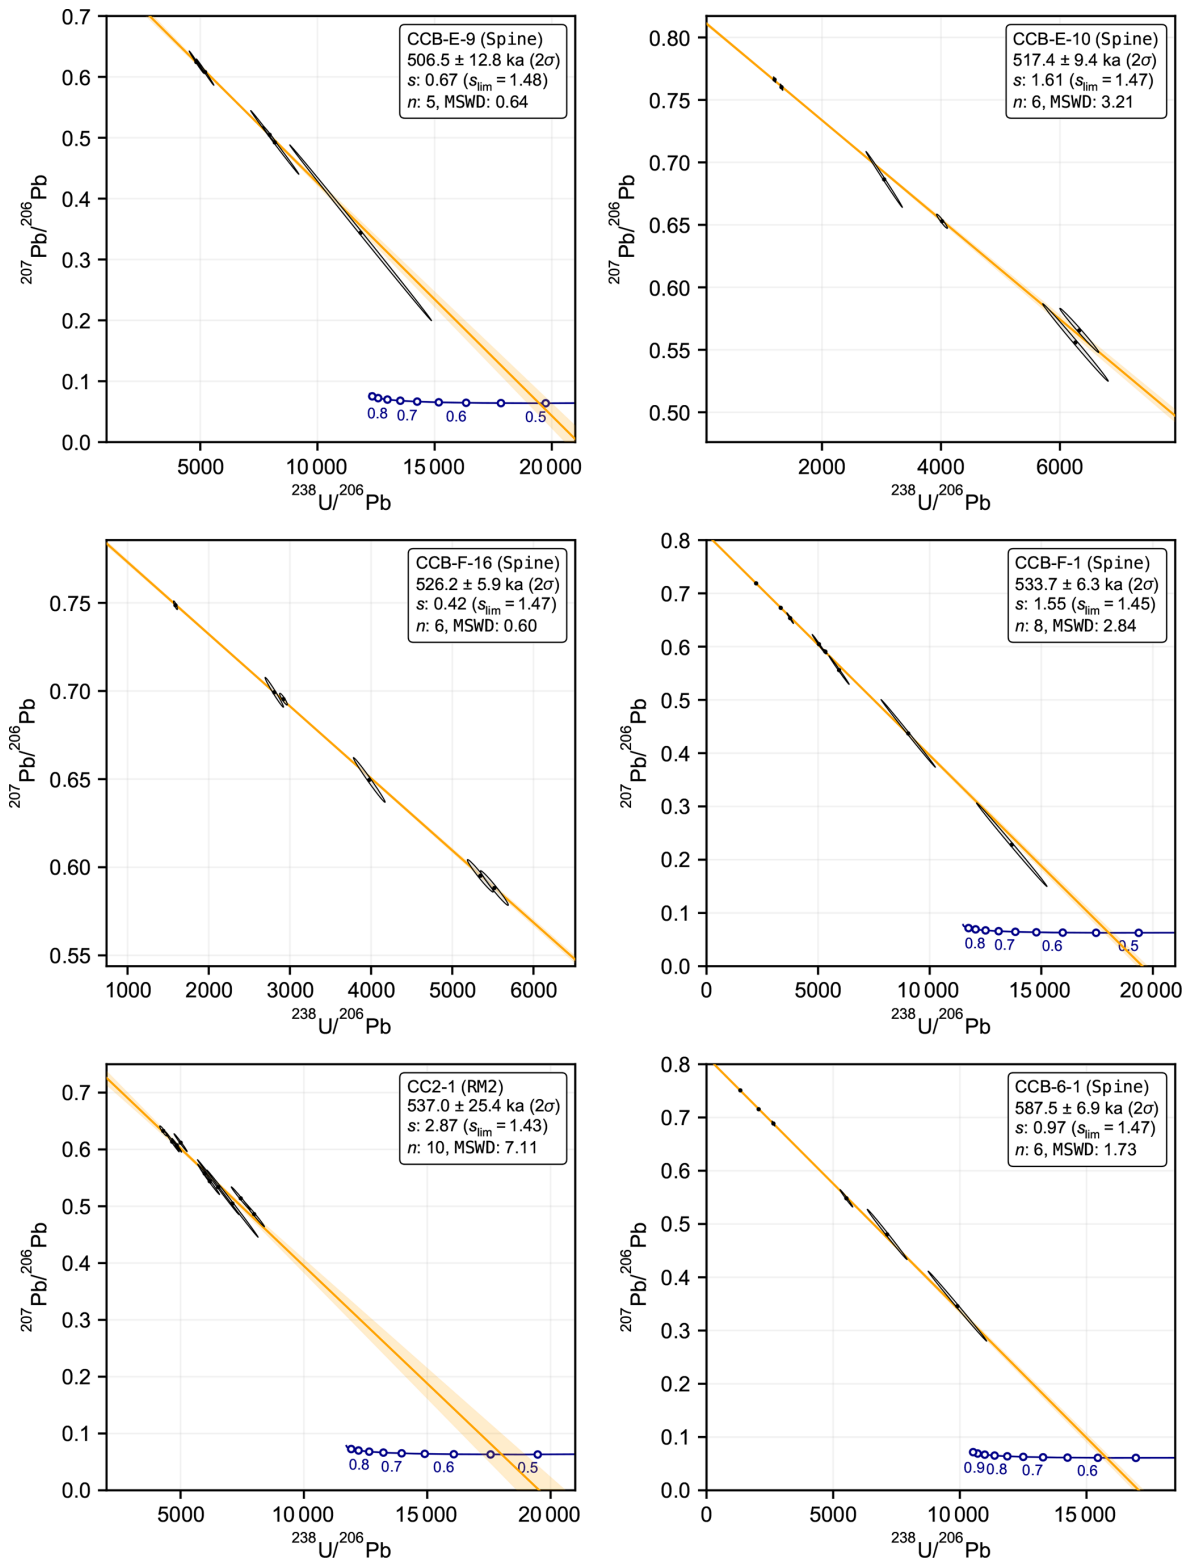 CCB-E-9 (Spine)
506.5 ± 12.8 ka (2σ)
s: 0.67 (slim = 1.48)
n: 5, MSWD: 0.64
0.7
0.6
0.5
0.4
0.3
0.2
0.1
0.0
207Pb/206Pb
0.8 0.7 0.6 0.5
5000 10 000 15 000 20 000
238U/206Pb
CCB-E-10 (Spine)
517.4 ± 9.4 ka (2σ)
s: 1.61 (slim = 1.47)
n: 6, MSWD: 3.21
0.80
0.75
0.70
0.65
0.60
0.55
0.50
207Pb/206Pb
2000 4000 6000
238U/206Pb
CCB-F-16 (Spine)
526.2 ± 5.9 ka (2σ)
s: 0.42 (slim = 1.47)
n: 6, MSWD: 0.60
0.75
0.70
0.65
0.60
0.55
207Pb/206Pb
1000 2000 3000 4000 5000 6000
238U/206Pb
CCB-F-1 (Spine)
533.7 ± 6.3 ka (2σ)
s: 1.55 (slim = 1.45)
n: 8, MSWD: 2.84
0.8
0.7
0.6
0.5
0.4
0.3
0.2
0.1
0.0
207Pb/206Pb
0.8 0.7 0.6 0.5
0 5000 10 000 15 000 20 000
238U/206Pb
CC2-1 (RM2)
537.0 ± 25.4 ka (2σ)
s: 2.87 (slim = 1.43)
n: 10, MSWD: 7.11
0.7
0.6
0.5
0.4
0.3
0.2
0.1
0.0
207Pb/206Pb
0.8 0.7 0.6 0.5
5000 10 000 15 000 20 000
238U/206Pb
CCB-6-1 (Spine)
587.5 ± 6.9 ka (2σ)
s: 0.97 (slim = 1.47)
n: 6, MSWD: 1.73
0.8
0.7
0.6
0.5
0.4
0.3
0.2
0.1
0.0
207Pb/206Pb
0.9 0.8 0.7 0.6
0 5000 10 000 15 000
238U/206Pb